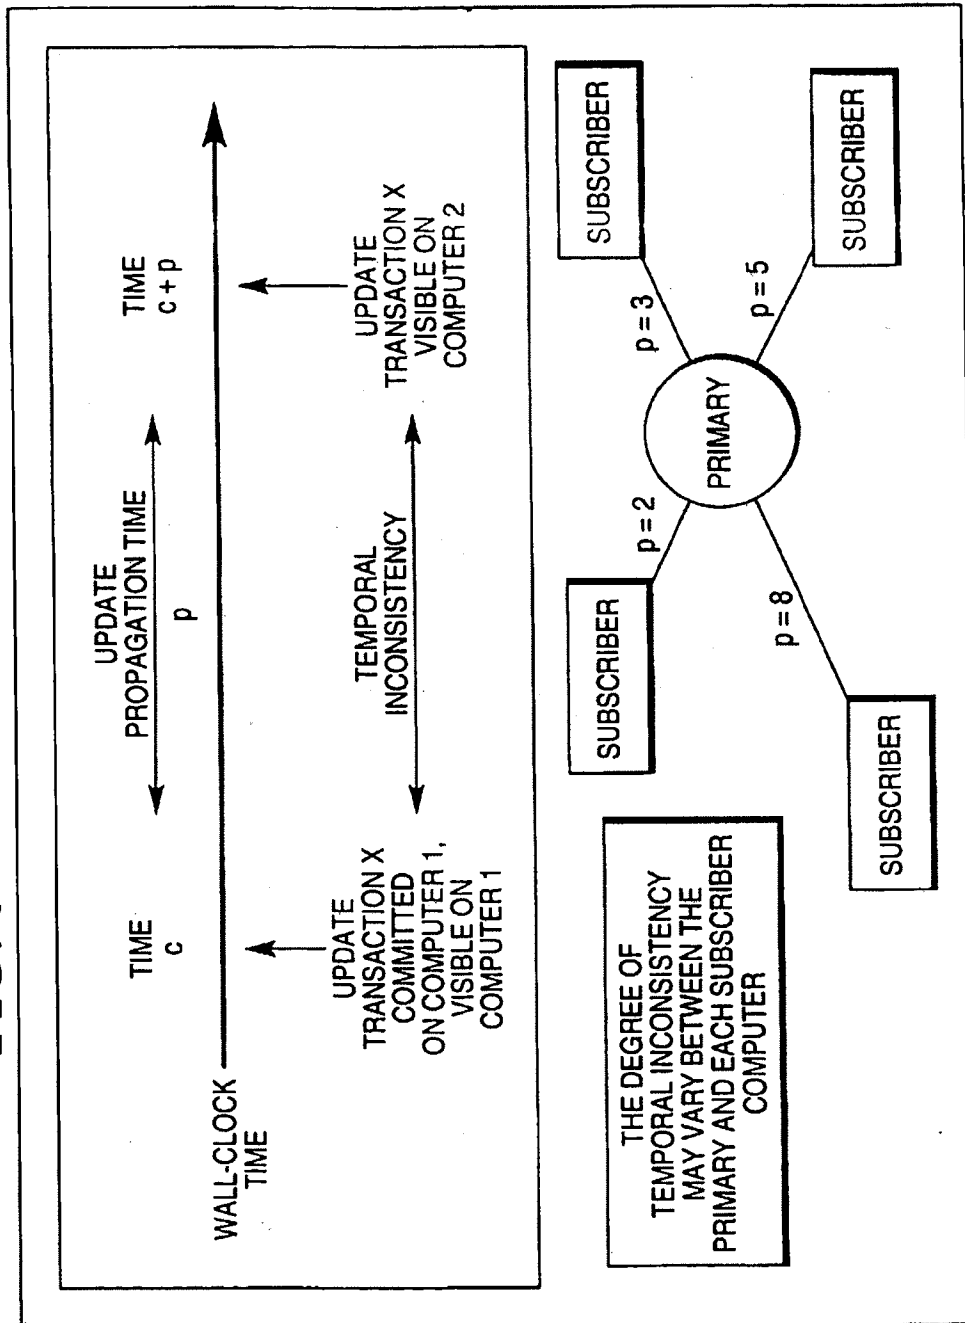 TIME
c
UPDATE
PROPAGATION TIME
p
TIME
c + p
WALL-CLOCK
TIME
UPDATE
TRANSACTION X
COMMITTED
ON COMPUTER 1,
VISIBLE ON
COMPUTER 1
TEMPORAL
INCONSISTENCY
UPDATE
TRANSACTION X
VISIBLE ON
COMPUTER 2
THE DEGREE OF
TEMPORAL INCONSISTENCY
MAY VARY BETWEEN THE
PRIMARY AND EACH SUBSCRIBER
COMPUTER
SUBSCRIBER
p = 2
p = 3
SUBSCRIBER
PRIMARY
SUBSCRIBER
p = 8
p = 5
SUBSCRIBER